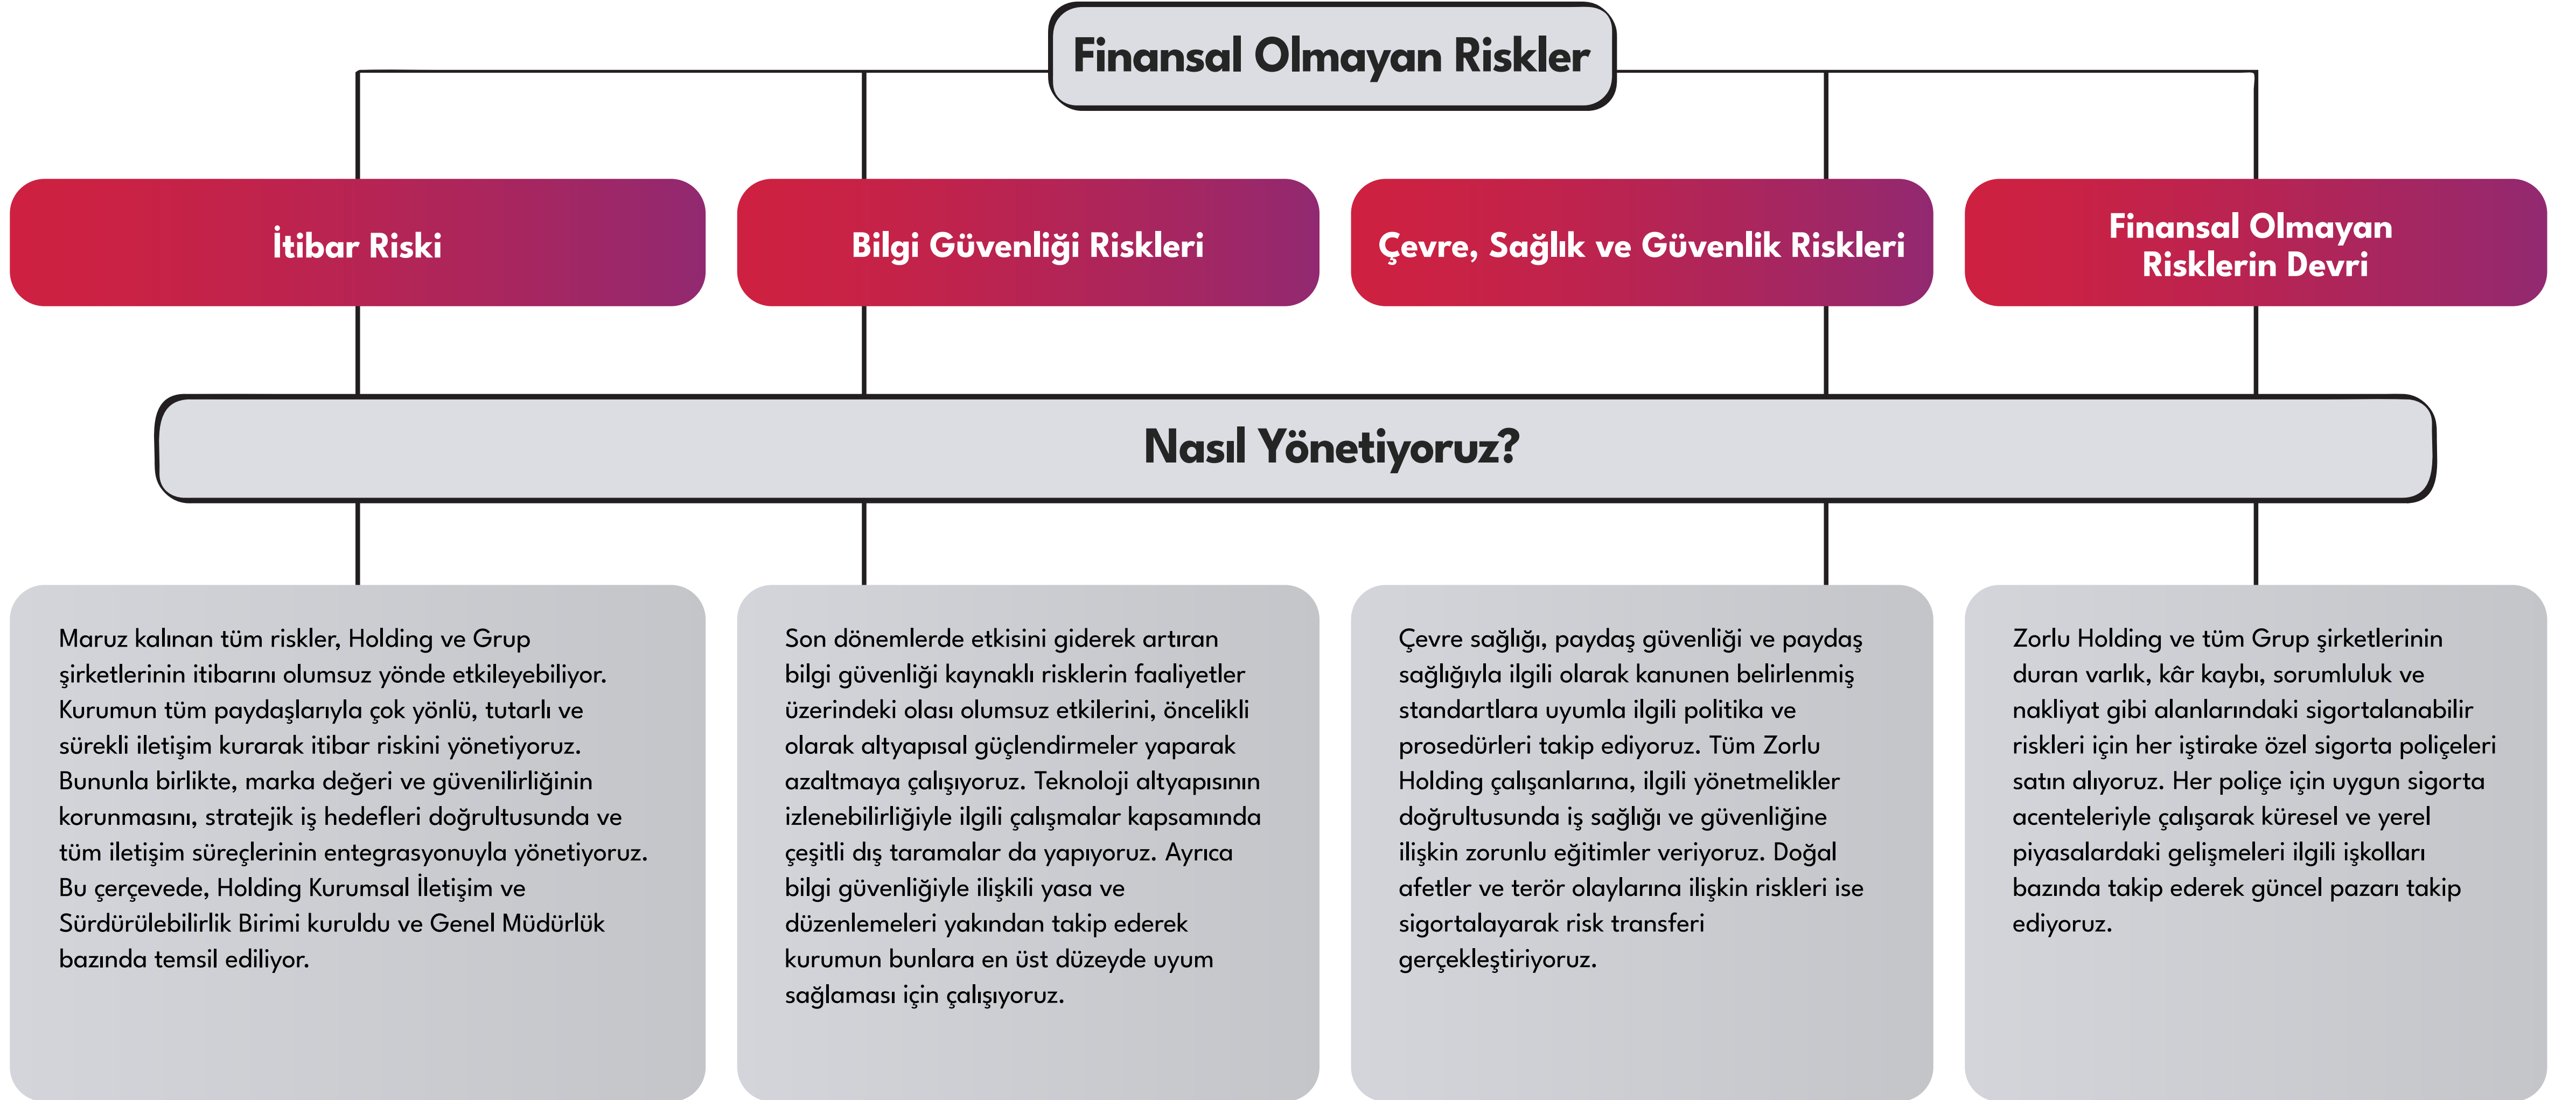 Finansal Olmayan Riskler
İtibar Riski
Bilgi Güvenliği Riskleri
Çevre, Sağlık ve Güvenlik Riskleri
Finansal Olmayan
Risklerin Devri
Nasıl Yönetiyoruz?
Maruz kalınan tüm riskler, Holding ve Grup
şirketlerinin itibarını olumsuz yönde etkileyebiliyor.
Kurumun tüm paydaşlarıyla çok yönlü, tutarlı ve
sürekli iletişim kurarak itibar riskini yönetiyoruz.
Bununla birlikte, marka değeri ve güvenilirliğinin
korunmasını, stratejik iş hedefleri doğrultusunda ve
tüm iletişim süreçlerinin entegrasyonuyla yönetiyoruz.
Bu çerçevede, Holding Kurumsal İletişim ve
Sürdürülebilirlik Birimi kuruldu ve Genel Müdürlük
bazında temsil ediliyor.
Son dönemlerde etkisini giderek artıran
bilgi güvenliği kaynaklı risklerin faaliyetler
üzerindeki olası olumsuz etkilerini, öncelikli
olarak altyapısal güçlendirmeler yaparak
azaltmaya çalışıyoruz. Teknoloji altyapısının
izlenebilirliğiyle ilgili çalışmalar kapsamında
çeşitli dış taramalar da yapıyoruz. Ayrıca
bilgi güvenliğiyle ilişkili yasa ve
düzenlemeleri yakından takip ederek
kurumun bunlara en üst düzeyde uyum
sağlaması için çalışıyoruz.
Çevre sağlığı, paydaş güvenliği ve paydaş
sağlığıyla ilgili olarak kanunen belirlenmiş
standartlara uyumla ilgili politika ve
prosedürleri takip ediyoruz. Tüm Zorlu
Holding çalışanlarına, ilgili yönetmelikler
doğrultusunda iş sağlığı ve güvenliğine
ilişkin zorunlu eğitimler veriyoruz. Doğal
afetler ve terör olaylarına ilişkin riskleri ise
sigortalayarak risk transferi
gerçekleştiriyoruz.
Zorlu Holding ve tüm Grup şirketlerinin
duran varlık, kâr kaybı, sorumluluk ve
nakliyat gibi alanlarındaki sigortalanabilir
riskleri için her iştirake özel sigorta poliçeleri
satın alıyoruz. Her poliçe için uygun sigorta
acenteleriyle çalışarak küresel ve yerel
piyasalardaki gelişmeleri ilgili işkolları
bazında takip ederek güncel pazarı takip
ediyoruz.